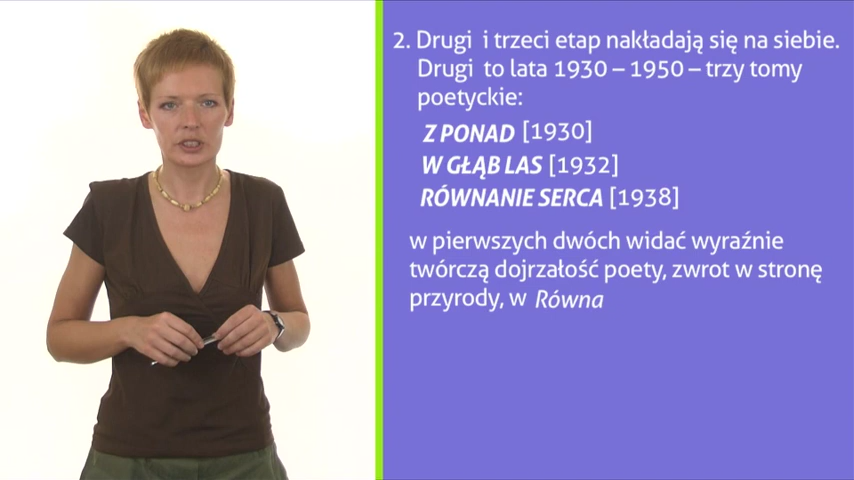 2. Drugi i trzeci etap nakładają się na siebie.
Drugi to lata 1930 – 1950 – trzy tomy
poetyckie:
Z PONAD [1930]
W GŁĄB LAS [1932]
RÓWNANIE SERCA [1938]
w pierwszych dwóch widać wyraźnie
twórczą dojrzałość poety, zwrot w stronę
przyrody, w Równa